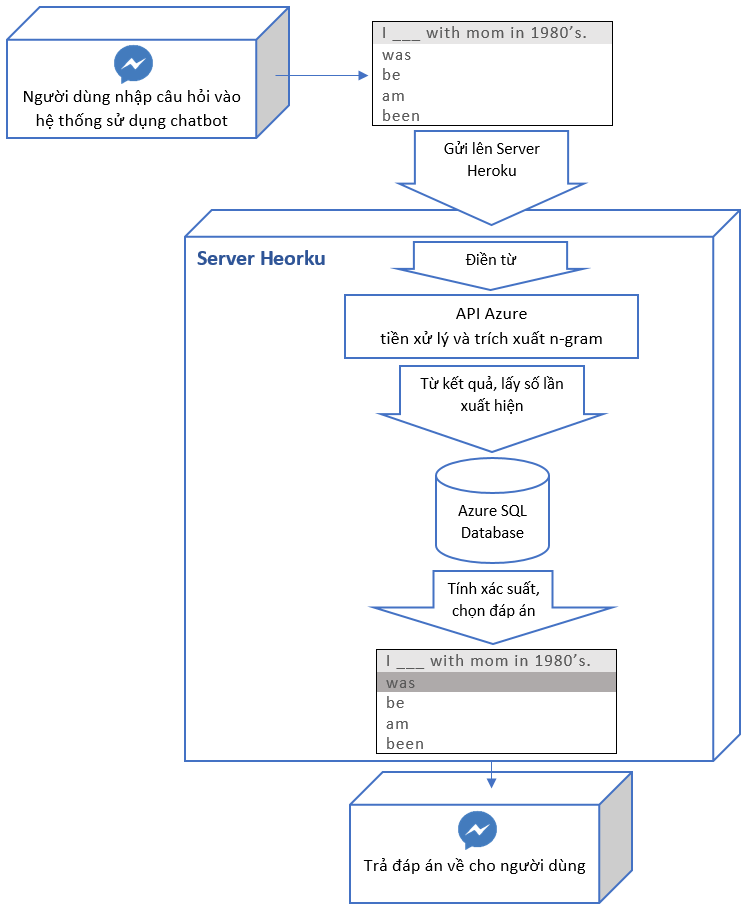 Người dùng nhập câu hỏi vào
hệ thống sử dụng chatbot
I ___ with mom in 1980’s.
was
be
am
been
Gửi lên Server
Heroku
Server Heorku
Điền từ
API Azure
tiền xử lý và trích xuất n-gram
Từ kết quả, lấy số lần
xuất hiện
Azure SQL
Database
Tính xác suất,
chọn đáp án
I ___ with mom in 1980’s.
was
be
am
been
Trả đáp án về cho người dùng